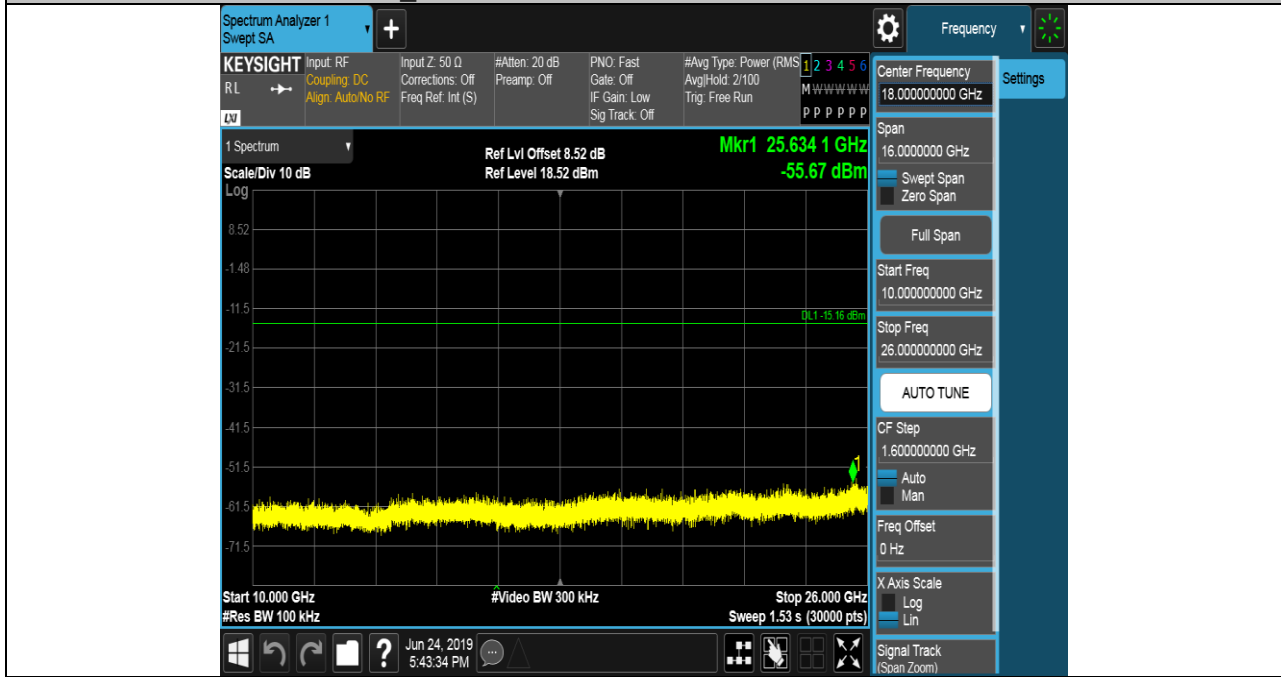 Spectrum Analyzer 1
Swept SA
+
Frequency
KEYSIGHT
RL
LXI
Input: RF
Coupling: DC
Align: Auto/No RF
Input Z: 50 Ω
Corrections: Off
Freq Ref: Int (S)
#Atten: 20 dB
Preamp: Off
PNO: Fast
Gate: Off
IF Gain: Low
Sig Track: Off
#Avg Type: Power (RMS
Avg|Hold: 2/100
Trig: Free Run
1 2 3 4 5 6
M W W W W W
P P P P P P
1 Spectrum
Scale/Div 10 dB
Ref Lvl Offset 8.52 dB
Ref Level 18.52 dBm
Mkr1 25.634 1 GHz
-55.67 dBm
Log
8.52
-1.48
-11.5
DL1 -15.16 dBm
-21.5
-31.5
-41.5
-51.5
1
-61.5
-71.5
Start 10.000 GHz
#Video BW 300 kHz
Stop 26.000 GHz
#Res BW 100 kHz
Sweep 1.53 s (30000 pts)
Center Frequency
18.000000000 GHz
Settings
Span
16.0000000 GHz
Swept Span
Zero Span
Full Span
Start Freq
10.000000000 GHz
Stop Freq
26.000000000 GHz
AUTO TUNE
CF Step
1.600000000 GHz
Auto
Man
Freq Offset
0 Hz
X Axis Scale
Log
Lin
Signal Track
(Span Zoom)
?
Jun 24, 2019
5:43:34 PM